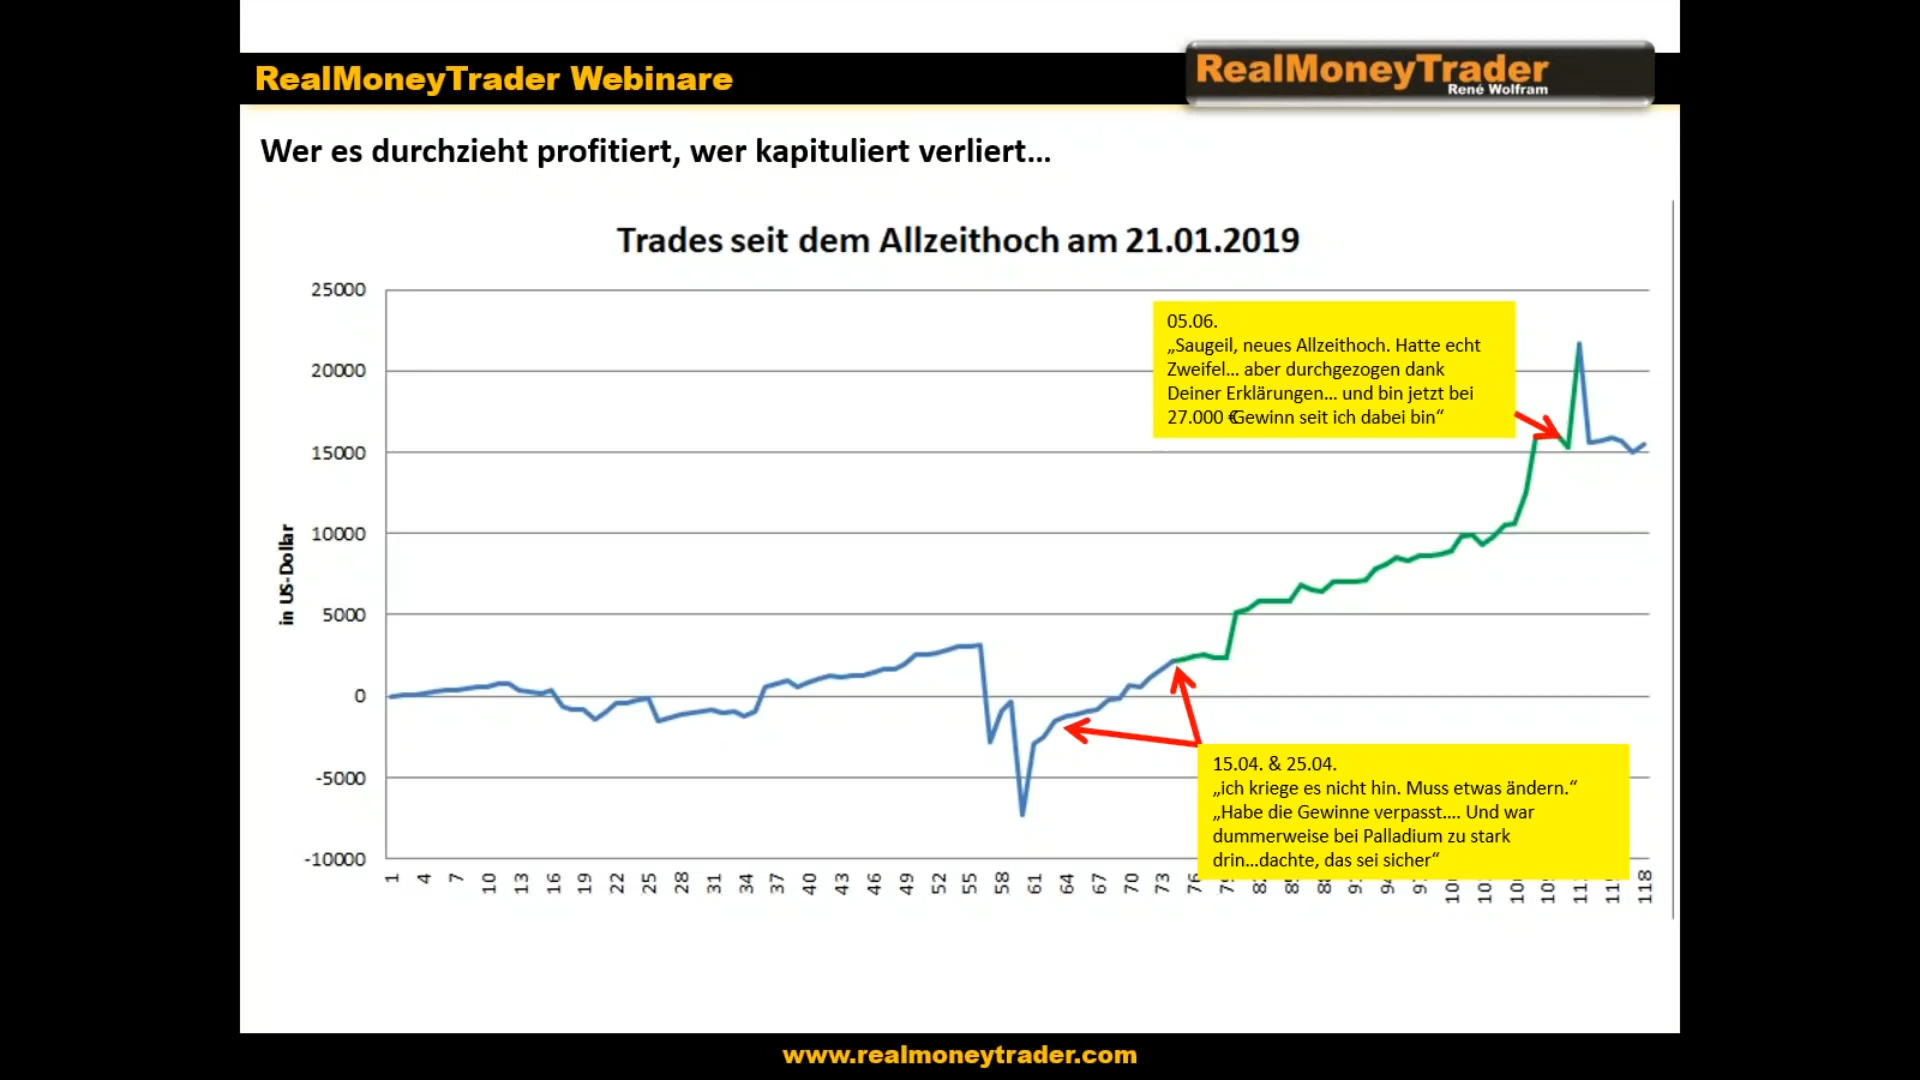 RealMoneyTrader Webinare
RealMoneyTrader
René Wolfram
Wer es durchzieht profitiert, wer kapituliert verliert...
Trades seit dem Allzeithoch am 21.01.2019
25000
20000
15000
10000
5000
0
-5000
-10000
in US-Dollar
05.06.
„Saugeil, neues Allzeithoch. Hatte echt
Zweifel... aber durchgezogen dank
Deiner Erklärungen... und bin jetzt bei
27.000 € Gewinn seit ich dabei bin“
15.04. & 25.04.
„ich kriege es nicht hin. Muss etwas ändern.“
„Habe die Gewinne verpasst.... Und war
dummerweise bei Palladium zu stark
drin...dachte, das sei sicher“
1 4 7 10 13 16 19 22 25 28 31 34 37 40 43 46 49 52 55 58 61 64 67 70 73 118
www.realmoneytrader.com